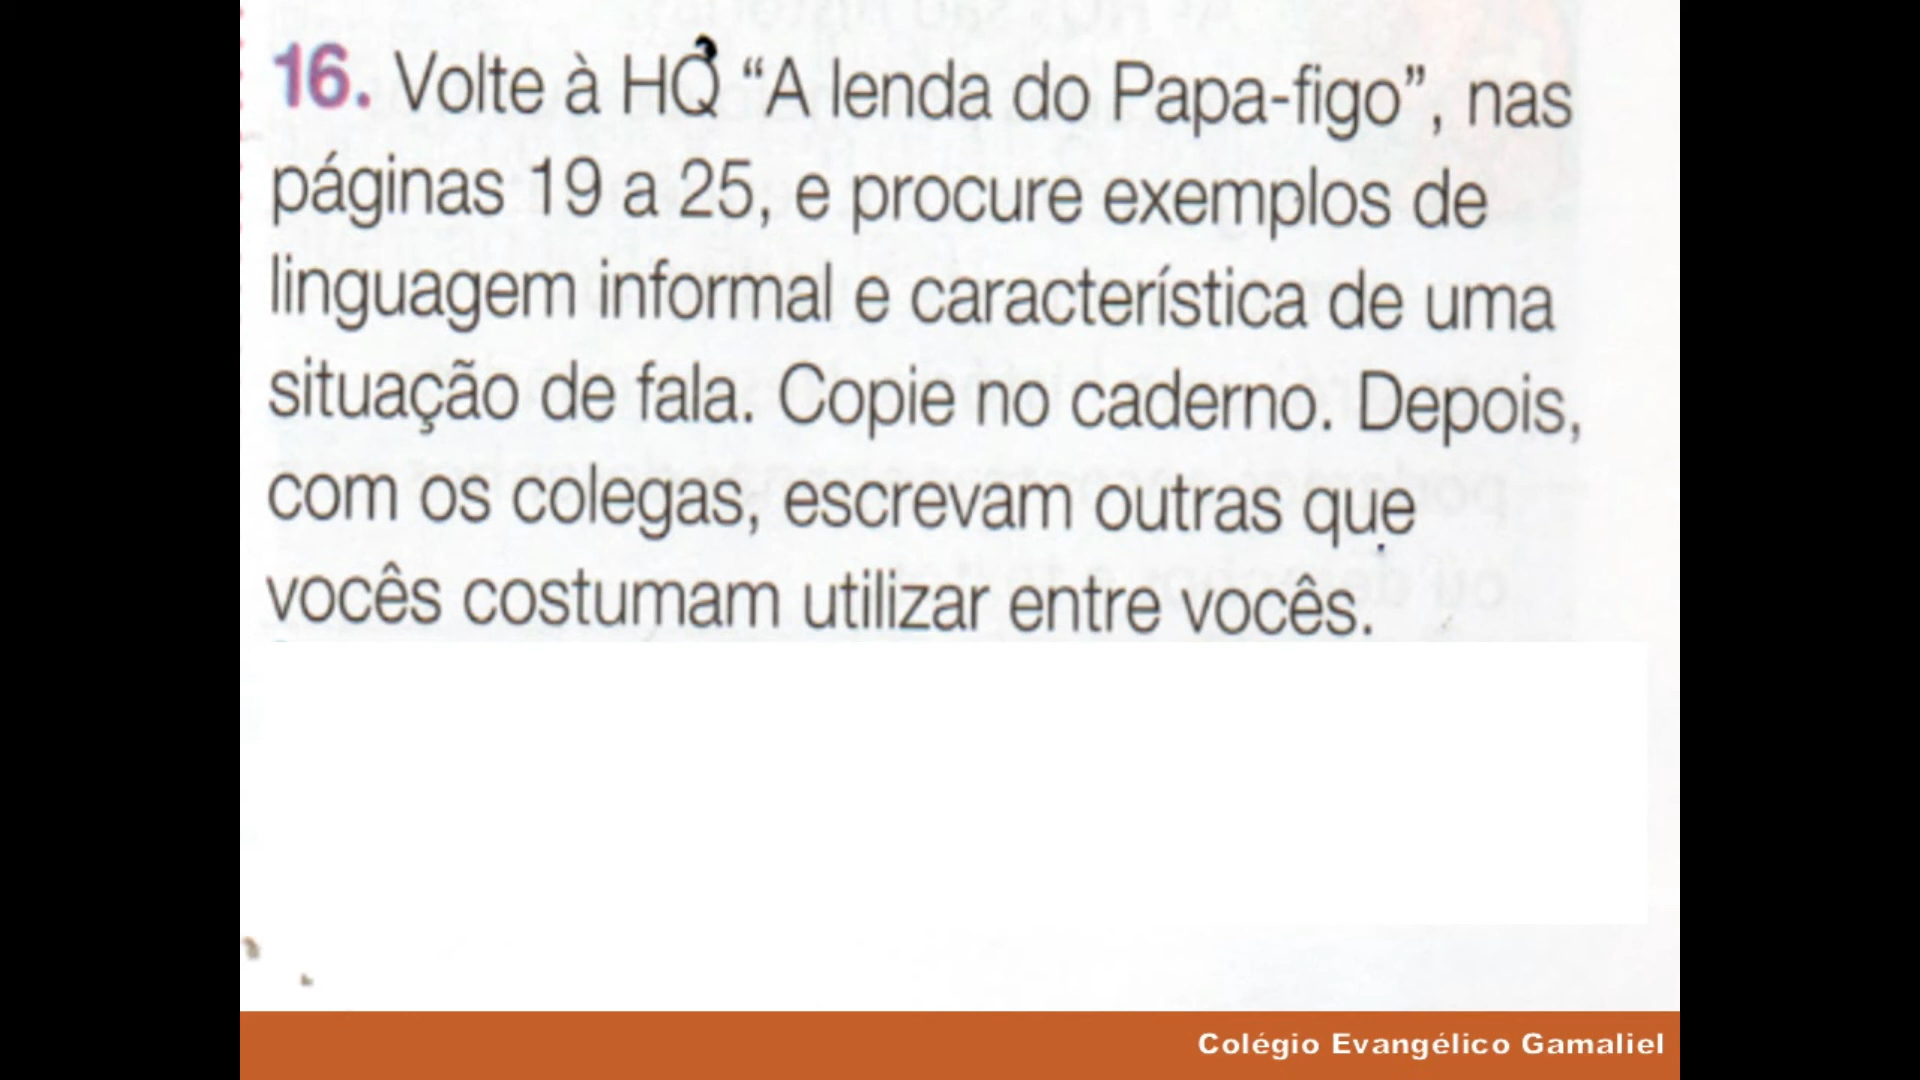 16. Volte à HQ “A lenda do Papa-figo”, nas
páginas 19 a 25, e procure exemplos de
linguagem informal e característica de uma
situação de fala. Copie no caderno. Depois,
com os colegas, escrevam outras que
vocês costumam utilizar entre vocês.
Colégio Evangélico Gamaliel